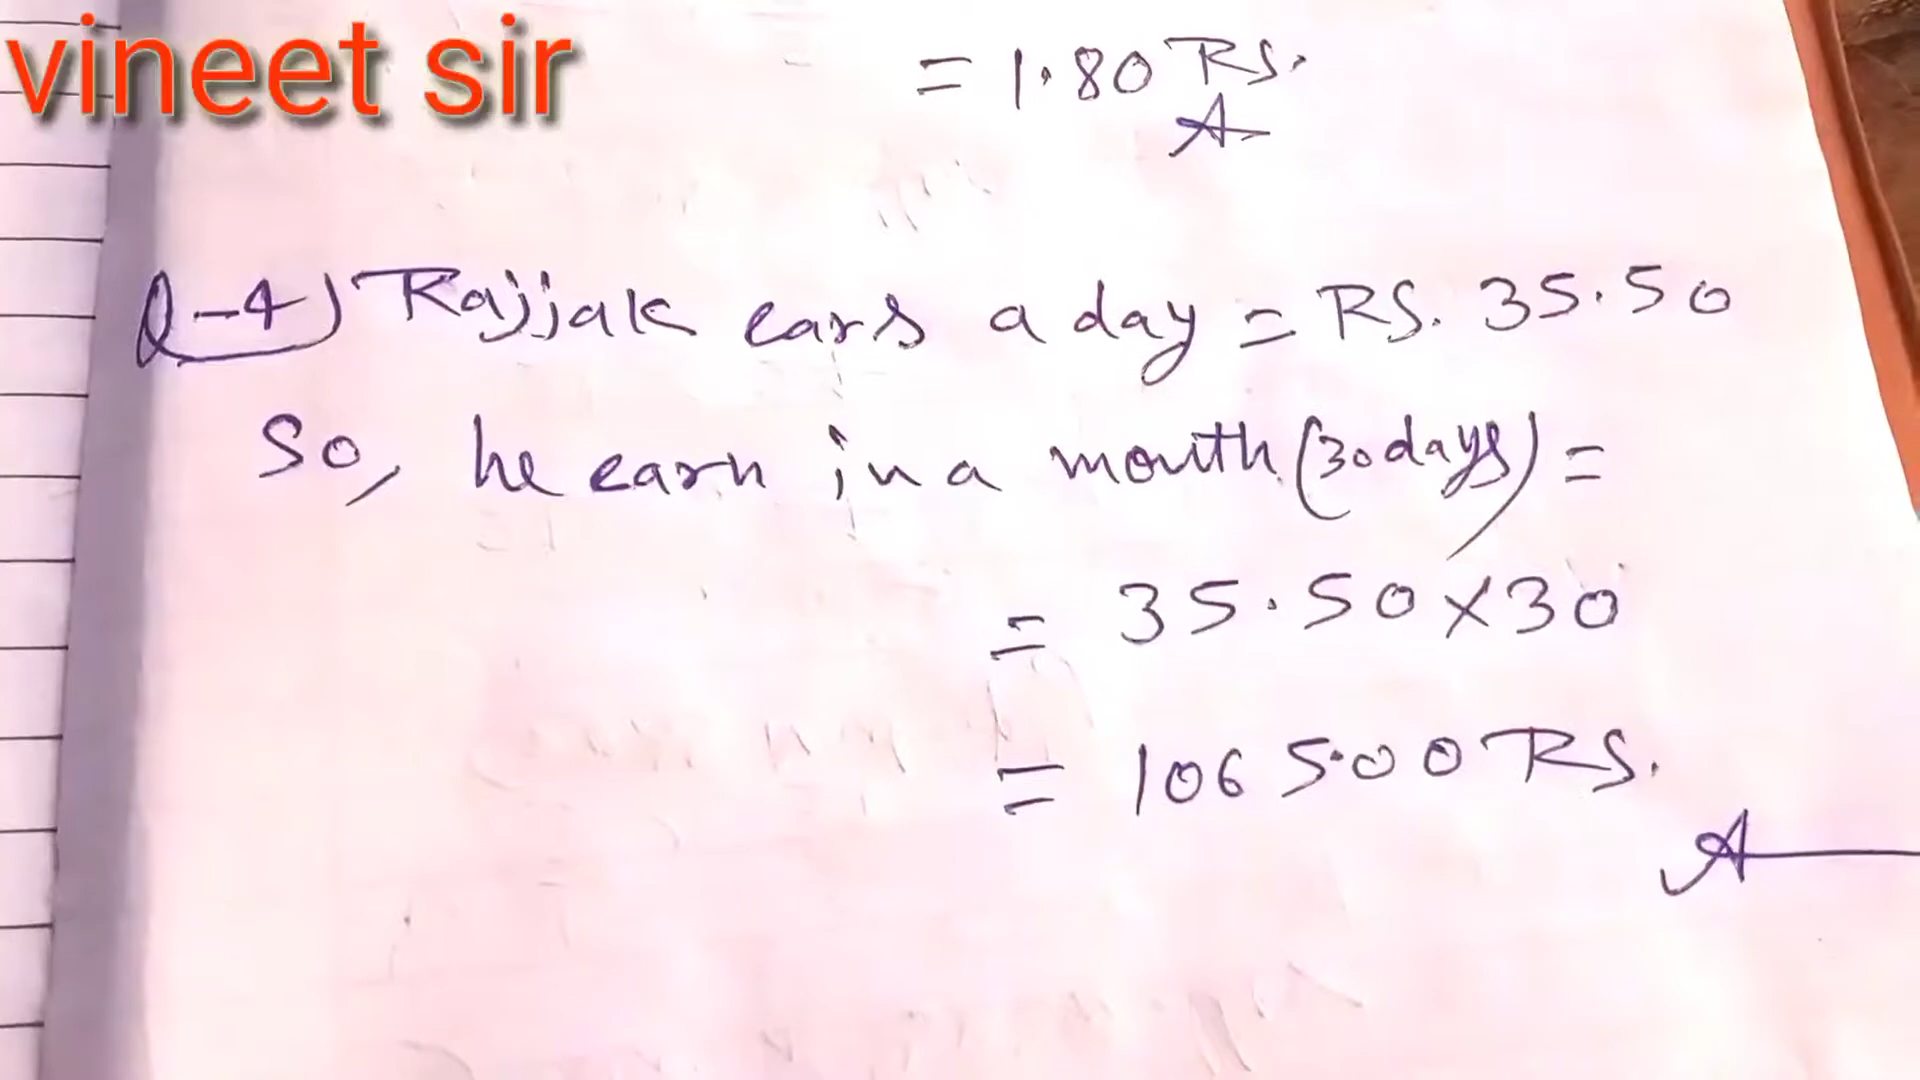 vineet sir
= 1.80 Rs.
A
Q-4) Rajjak ears a day = RS. 35.50
So, he earn in a month (30 days) =
= 35.50 x 30
= 1065.00 RS.
A